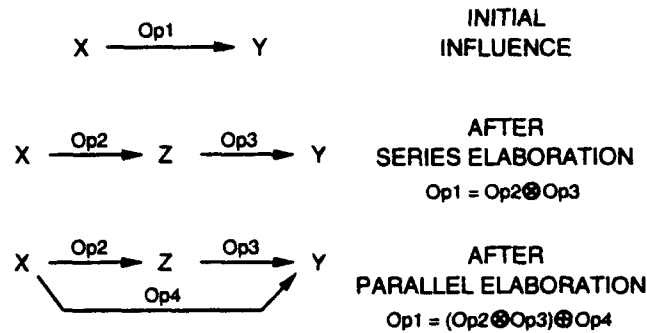 X Op1 Y
INITIAL
INFLUENCE
X Op2 Z Op3 Y
AFTER
SERIES ELABORATION
Op1 = Op2⊗Op3
X Op2 Z Op3 Y
Op4
AFTER
PARALLEL ELABORATION
Op1 = (Op2⊗Op3)⊕Op4